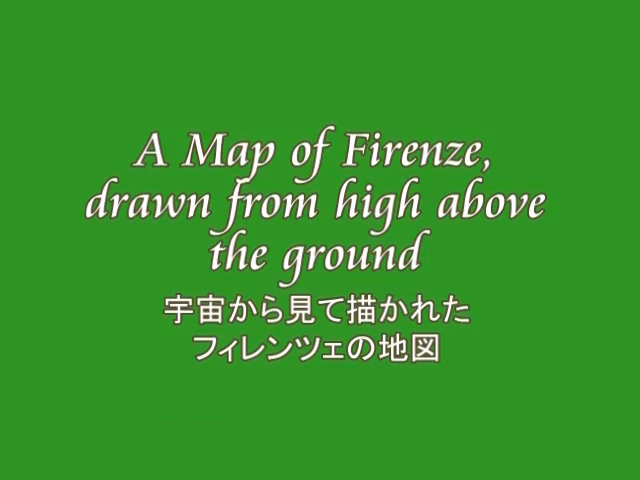 A Map of Firenze,
drawn from high above
the ground
宇宙から見て描かれた
フィレンツェの地図